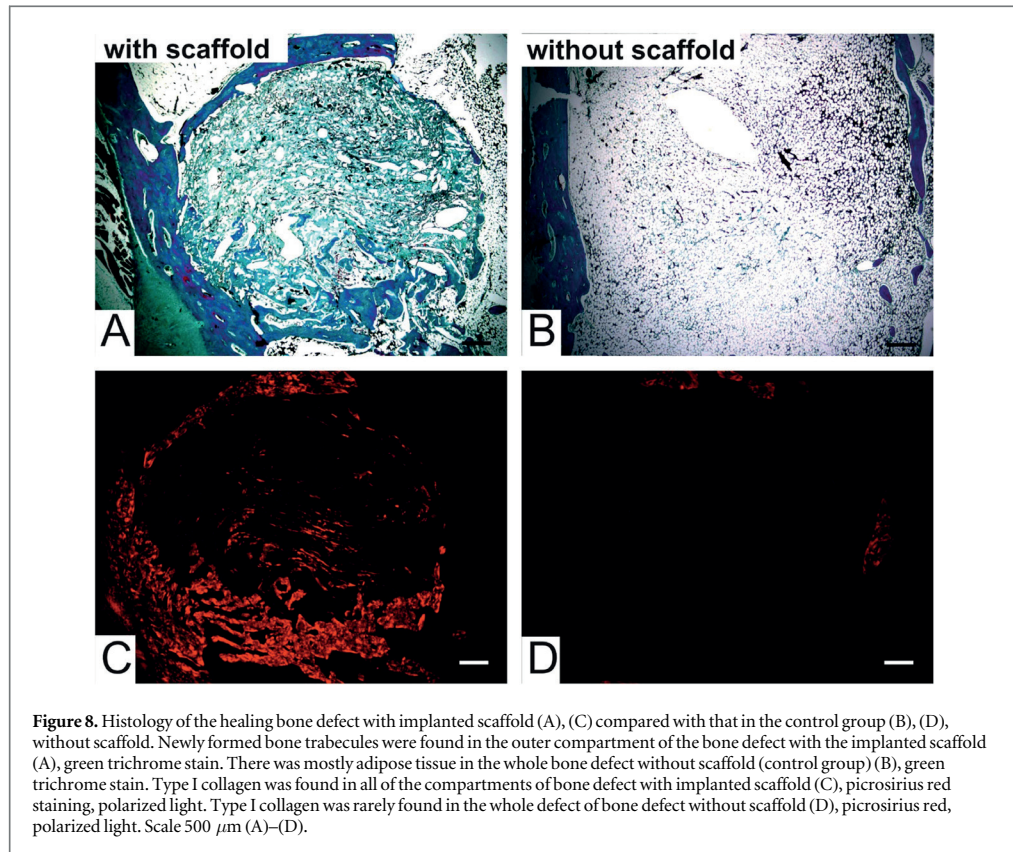 with scaffold
without scaffold
A
B
C
D
Figure 8. Histology of the healing bone defect with implanted scaffold (A), (C) compared with that in the control group (B), (D),
without scaffold. Newly formed bone trabecules were found in the outer compartment of the bone defect with the implanted scaffold
(A), green trichrome stain. There was mostly adipose tissue in the whole bone defect without scaffold (control group) (B), green
trichrome stain. Type I collagen was found in all of the compartments of bone defect with implanted scaffold (C), picrosirius red
staining, polarized light. Type I collagen was rarely found in the whole defect of bone defect without scaffold (D), picrosirius red,
polarized light. Scale 500 μm (A)–(D).